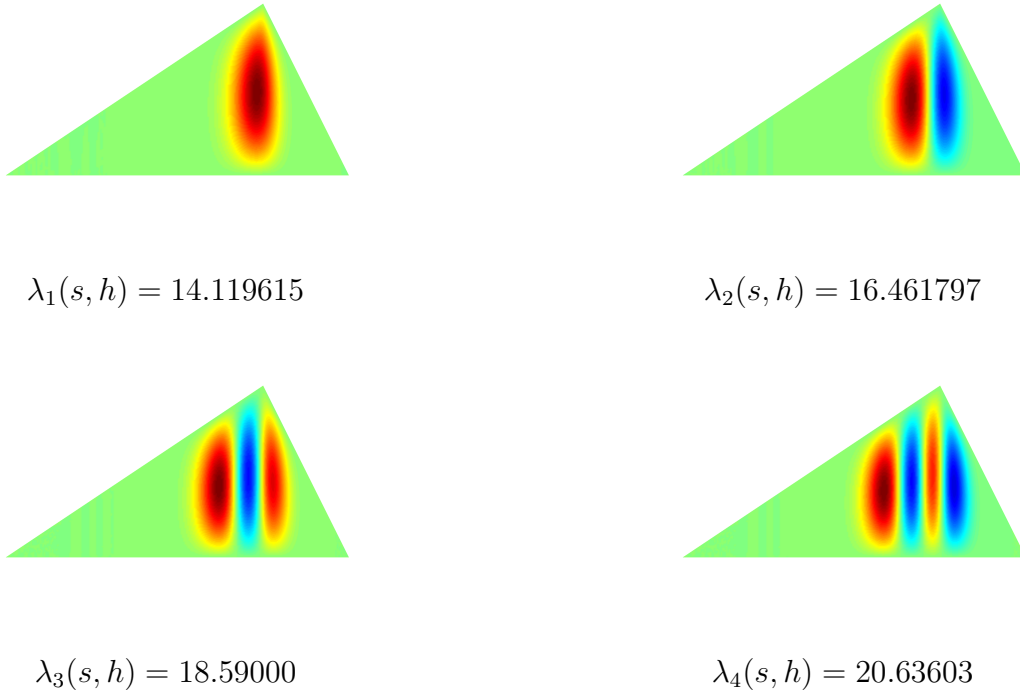 λ₁(s, h) = 14.119615
λ₂(s, h) = 16.461797
λ₃(s, h) = 18.59000
λ₄(s, h) = 20.63603